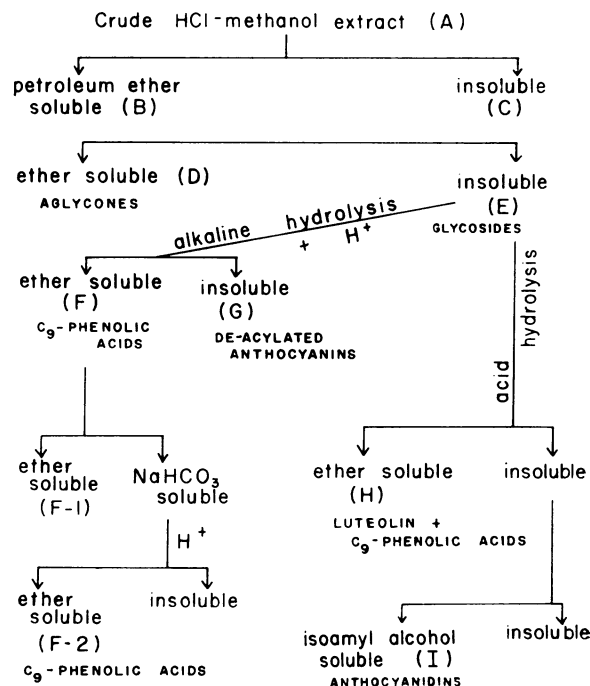 Crude HCl-methanol extract (A)
petroleum ether
soluble (B)
insoluble
(C)
ether soluble (D)
AGLYCONES
insoluble
(E)
GLYCOSIDES
alkaline hydrolysis
+ H⁺
ether soluble
(F)
C₉-PHENOLIC
ACIDS
insoluble
(G)
DE-ACYLATED
ANTHOCYANINS
acid hydrolysis
ether
soluble
(F-1)
NaHCO₃
soluble
ether soluble
(H)
LUTEOLIN +
C₉-PHENOLIC ACIDS
insoluble
H⁺
ether
soluble
(F-2)
C₉-PHENOLIC ACIDS
insoluble
isoamyl alcohol
soluble (I)
ANTHOCYANIDINS
insoluble